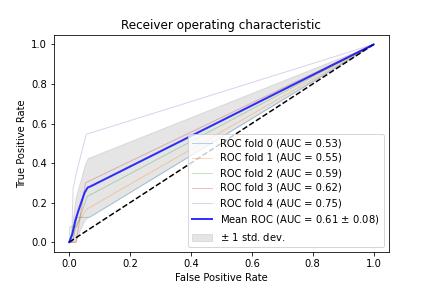 Receiver operating characteristic
1.0
0.8
0.6
0.4
0.2
0.0
True Positive Rate
ROC fold 0 (AUC = 0.53)
ROC fold 1 (AUC = 0.55)
ROC fold 2 (AUC = 0.59)
ROC fold 3 (AUC = 0.62)
ROC fold 4 (AUC = 0.75)
Mean ROC (AUC = 0.61 ± 0.08)
± 1 std. dev.
0.0 0.2 0.4 0.6 0.8 1.0
False Positive Rate